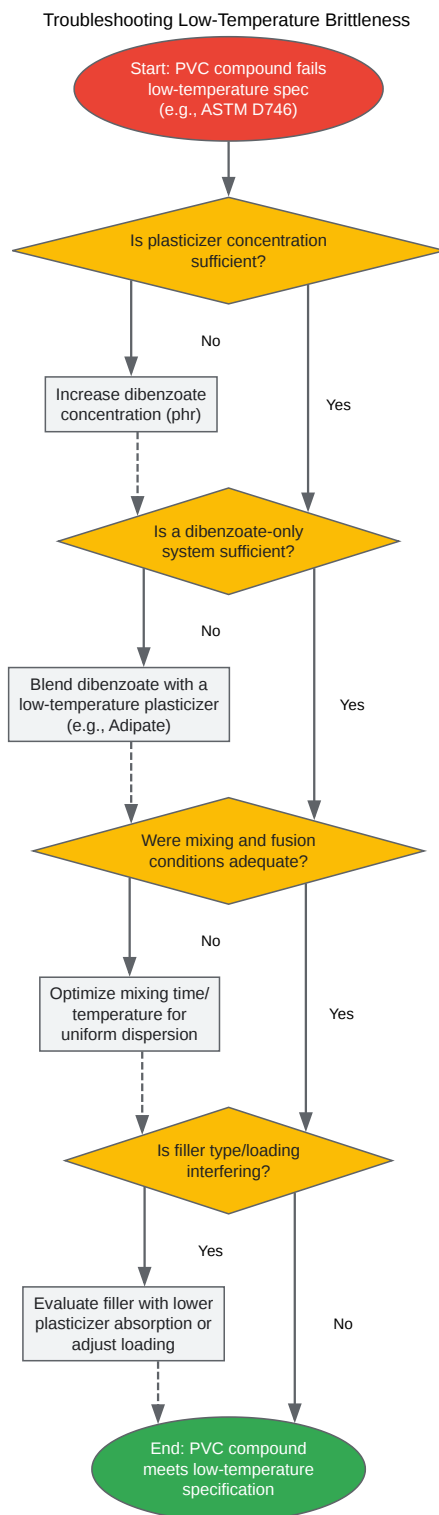 Troubleshooting Low-Temperature Brittleness
Start: PVC compound fails
low-temperature spec
(e.g., ASTM D746)
Is plasticizer concentration
sufficient?
No
Increase dibenzoate
concentration (phr)
Yes
Is a dibenzoate-only
system sufficient?
No
Blend dibenzoate with a
low-temperature plasticizer
(e.g., Adipate)
Yes
Were mixing and fusion
conditions adequate?
No
Optimize mixing time/
temperature for
uniform dispersion
Yes
Is filler type/loading
interfering?
Yes
Evaluate filler with lower
plasticizer absorption or
adjust loading
No
End: PVC compound
meets low-temperature
specification